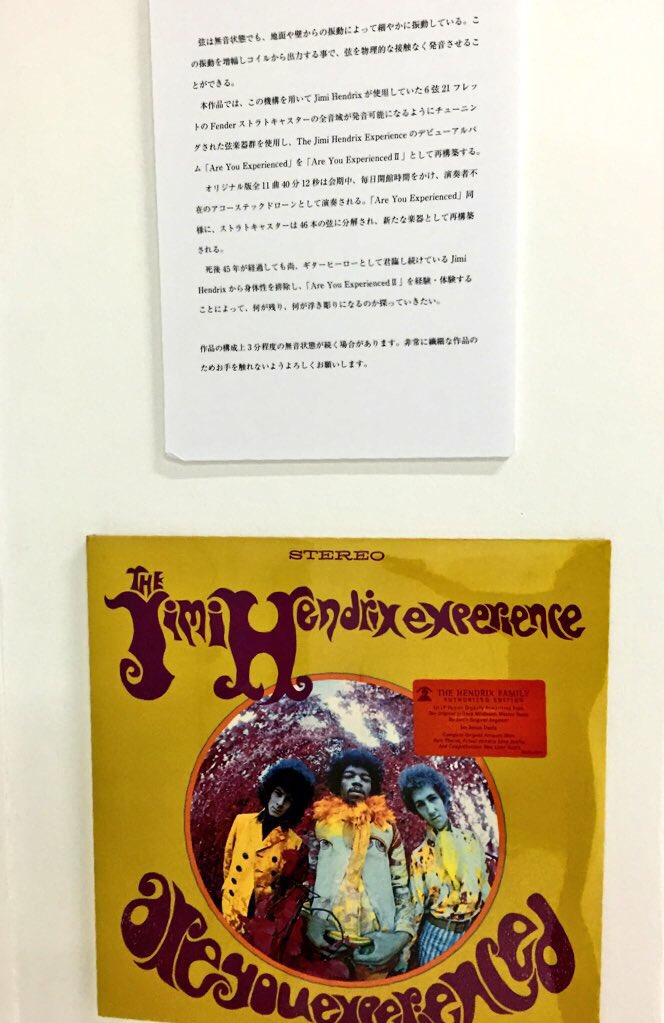 弦は無音状態でも、地面や壁からの振動によって細やかに振動している。こ
の振動を増幅しコイルから出力する事で、弦を物理的な接触なく発音させるこ
とができる。
本作品では、この機構を用いて Jimi Hendrix が使用していた 6 弦 21 フレッ
トの Fender ストラトキャスターの全音域が発音可能になるようにチューニン
グされた弦楽器群を使用し、The Jimi Hendrix Experience のデビューアルバ
ム「Are You Experienced」を「Are You ExperiencedⅡ」として再構築する。
オリジナル版全 11 曲 40 分 12 秒は会期中、毎日開館時間をかけ、演奏者不
在のアコーステックドローンとして演奏される。「Are You Experienced」同
様に、ストラトキャスターは 46 本の弦に分解され、新たな楽器として再構築
される。
死後 45 年が経過しても尚、ギターヒーローとして君臨し続けている Jimi
Hendrix から身体性を排除し、「Are You ExperiencedⅡ」を経験・体験する
ことによって、何が残り、何が浮き彫りになるのか探っていきたい。
作品の構成上 3 分程度の無音状態が続く場合があります。非常に繊細な作品の
ためお手を触れないようよろしくお願いします。
STEREO
THE
Jimi Hendrix experience
THE HENDRIX FAMILY
AUTHORIZED EDITION
are you experienced